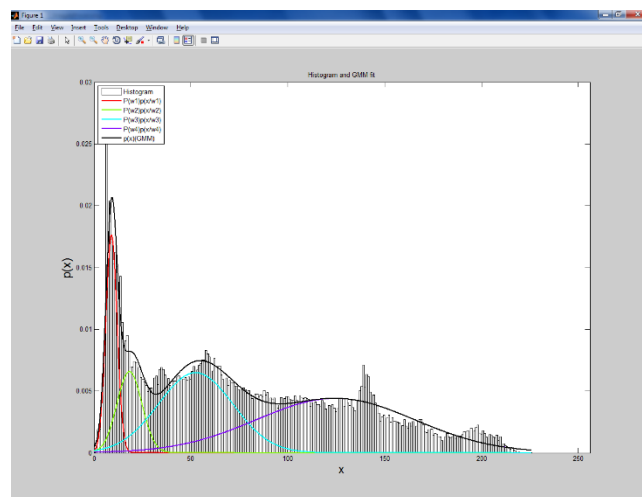 Figure 1
File Edit View Insert Tools Desktop Window Help
Histogram and GMM fit
0.03
Histogram
P(w1)p(x/w1)
P(w2)p(x/w2)
P(w3)p(x/w3)
P(w4)p(x/w4)
p(x)(GMM)
0.025
0.02
0.015
0.01
0.005
0
p(x)
0 50 100 150 200 250
x